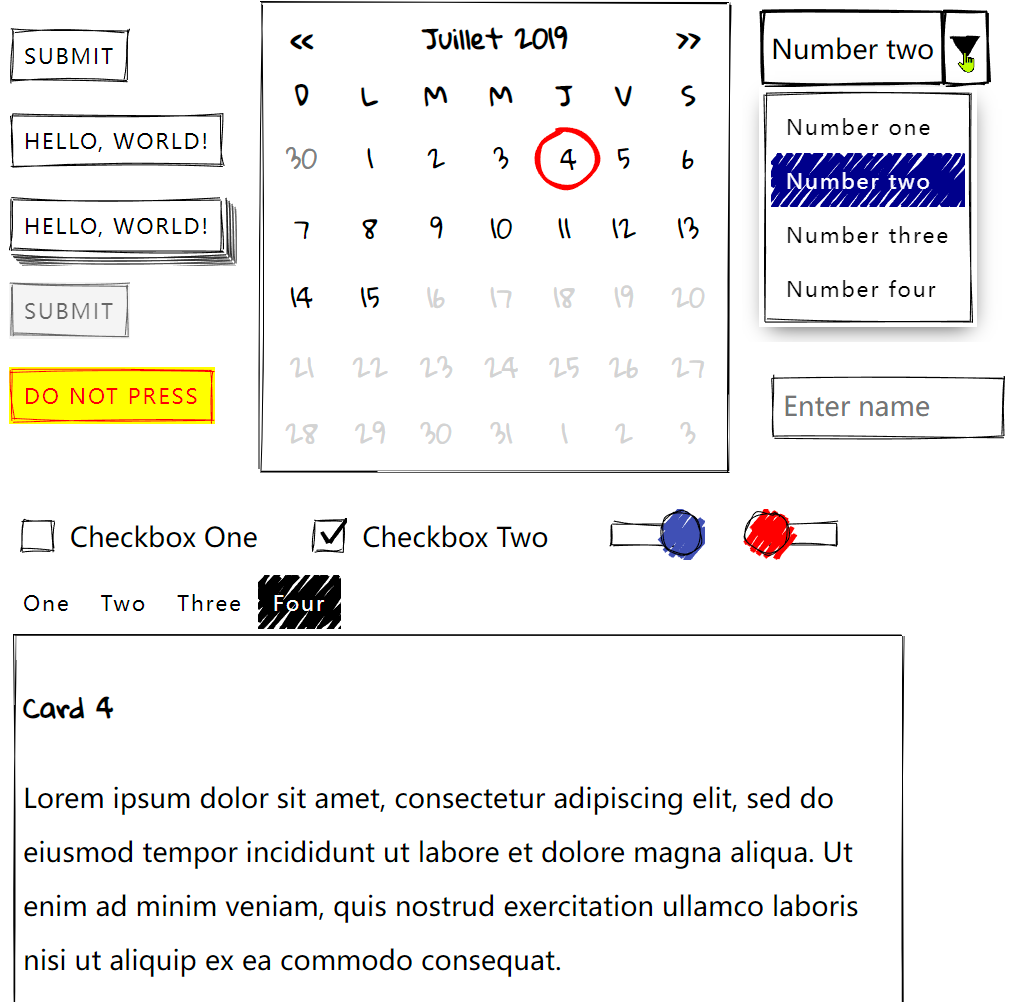 SUBMIT
HELLO, WORLD!
HELLO, WORLD!
SUBMIT
DO NOT PRESS
« Juillet 2019 »
D L M M J V S
30 1 2 3 4 5 6
7 8 9 10 11 12 13
14 15 16 17 18 19 20
21 22 23 24 25 26 27
28 29 30 31 1 2 3
Number two
Number one
Number two
Number three
Number four
Enter name
Checkbox One Checkbox Two
One Two Three Four
Card 4
Lorem ipsum dolor sit amet, consectetur adipiscing elit, sed do
eiusmod tempor incididunt ut labore et dolore magna aliqua. Ut
enim ad minim veniam, quis nostrud exercitation ullamco laboris
nisi ut aliquip ex ea commodo consequat.